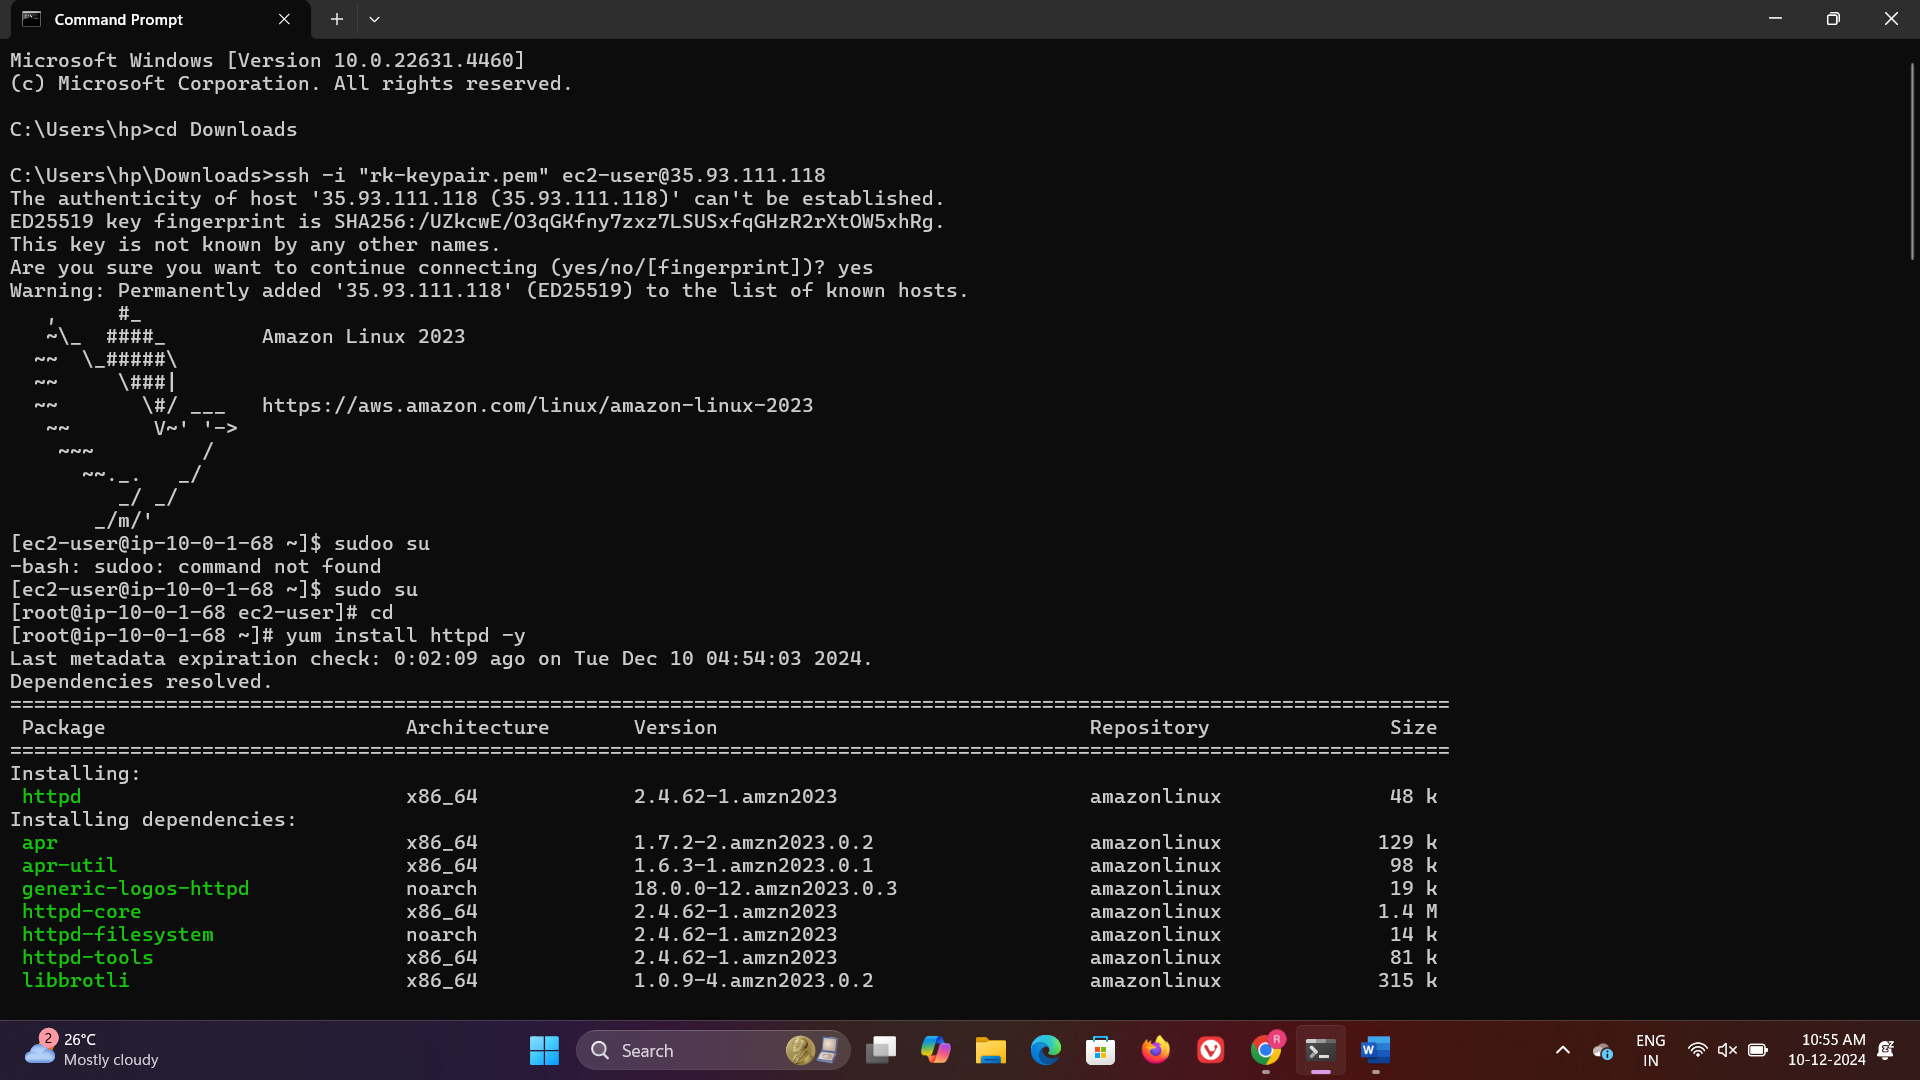 Command Prompt
Microsoft Windows [Version 10.0.22631.4460]
(c) Microsoft Corporation. All rights reserved.
C:\Users\hp>cd Downloads
C:\Users\hp\Downloads>ssh -i "rk-keypair.pem" ec2-user@35.93.111.118
The authenticity of host '35.93.111.118 (35.93.111.118)' can't be established.
ED25519 key fingerprint is SHA256:/UZkcwE/O3qGKfny7zxz7LSUSxfqGHzR2rXtOW5xhRg.
This key is not known by any other names.
Are you sure you want to continue connecting (yes/no/[fingerprint])? yes
Warning: Permanently added '35.93.111.118' (ED25519) to the list of known hosts.
   ,     #_
   ~\_  ####_        Amazon Linux 2023
  ~~  \_#####\
  ~~     \###|
  ~~       \#/ ___   https://aws.amazon.com/linux/amazon-linux-2023
   ~~       V~' '->
    ~~~         /
      ~~._.   _/
         _/ _/
       _/m/'
[ec2-user@ip-10-0-1-68 ~]$ sudoo su
-bash: sudoo: command not found
[ec2-user@ip-10-0-1-68 ~]$ sudo su
[root@ip-10-0-1-68 ec2-user]# cd
[root@ip-10-0-1-68 ~]# yum install httpd -y
Last metadata expiration check: 0:02:09 ago on Tue Dec 10 04:54:03 2024.
Dependencies resolved.
========================================================================================================================
Package Architecture Version Repository Size
========================================================================================================================
Installing:
httpd x86_64 2.4.62-1.amzn2023 amazonlinux 48 k
Installing dependencies:
apr x86_64 1.7.2-2.amzn2023.0.2 amazonlinux 129 k
apr-util x86_64 1.6.3-1.amzn2023.0.1 amazonlinux 98 k
generic-logos-httpd noarch 18.0.0-12.amzn2023.0.3 amazonlinux 19 k
httpd-core x86_64 2.4.62-1.amzn2023 amazonlinux 1.4 M
httpd-filesystem noarch 2.4.62-1.amzn2023 amazonlinux 14 k
httpd-tools x86_64 2.4.62-1.amzn2023 amazonlinux 81 k
libbrotli x86_64 1.0.9-4.amzn2023.0.2 amazonlinux 315 k
2
26°C
Mostly cloudy
Search
R
W
ENG
IN
10:55 AM
10-12-2024